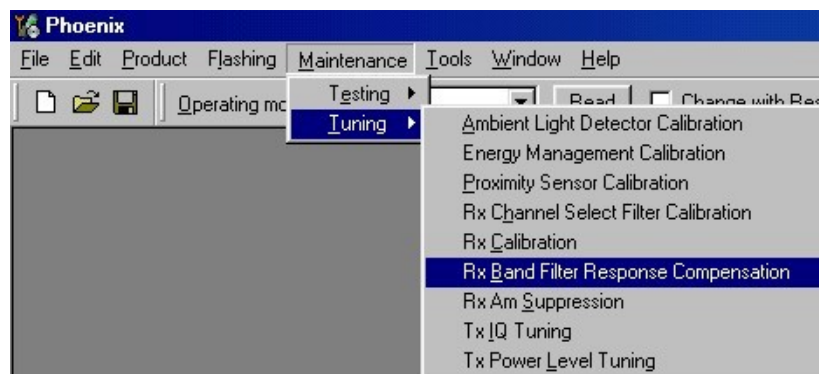 Phoenix
File Edit Product Flashing Maintenance Tools Window Help
Operating mo
Read Change with Res
Testing
Tuning
Ambient Light Detector Calibration
Energy Management Calibration
Proximity Sensor Calibration
Rx Channel Select Filter Calibration
Rx Calibration
Rx Band Filter Response Compensation
Rx Am Suppression
Tx IQ Tuning
Tx Power Level Tuning